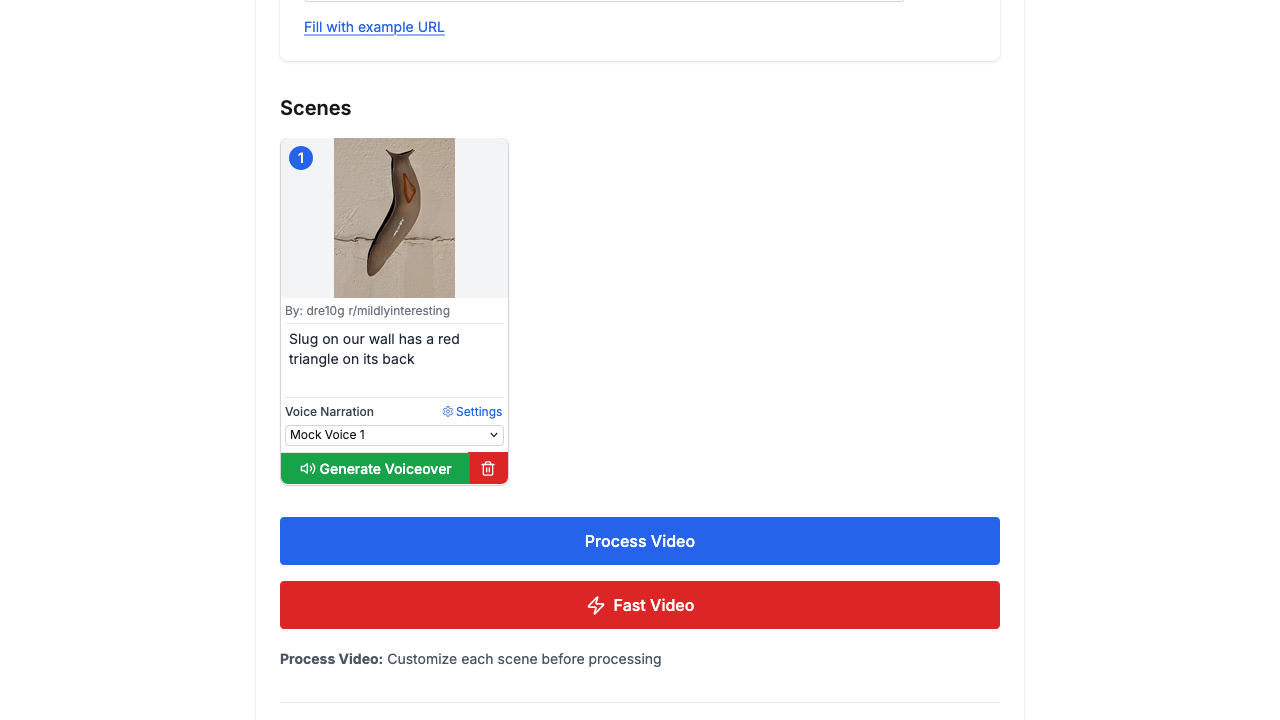 Fill with example URL
Scenes
1
By: dre10g r/mildlyinteresting
Slug on our wall has a red
triangle on its back
Voice Narration
Settings
Mock Voice 1
Generate Voiceover
Process Video
Fast Video
Process Video: Customize each scene before processing